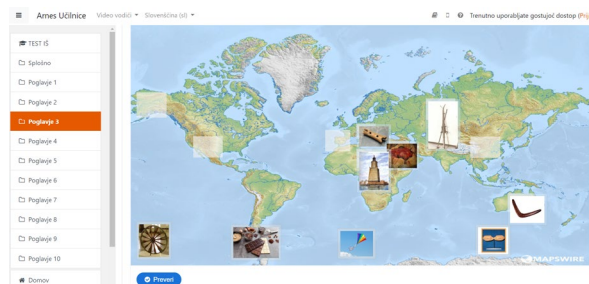 Arnes Učilnice Video vodiči Slovenščina (sl) Trenutno uporabljate gostujoč dostop (Prij
TEST IŠ
Splošno
Poglavje 1
Poglavje 2
Poglavje 3
Poglavje 4
Poglavje 5
Poglavje 6
Poglavje 7
Poglavje 8
Poglavje 9
Poglavje 10
Domov
MAPSWIRE
Preveri